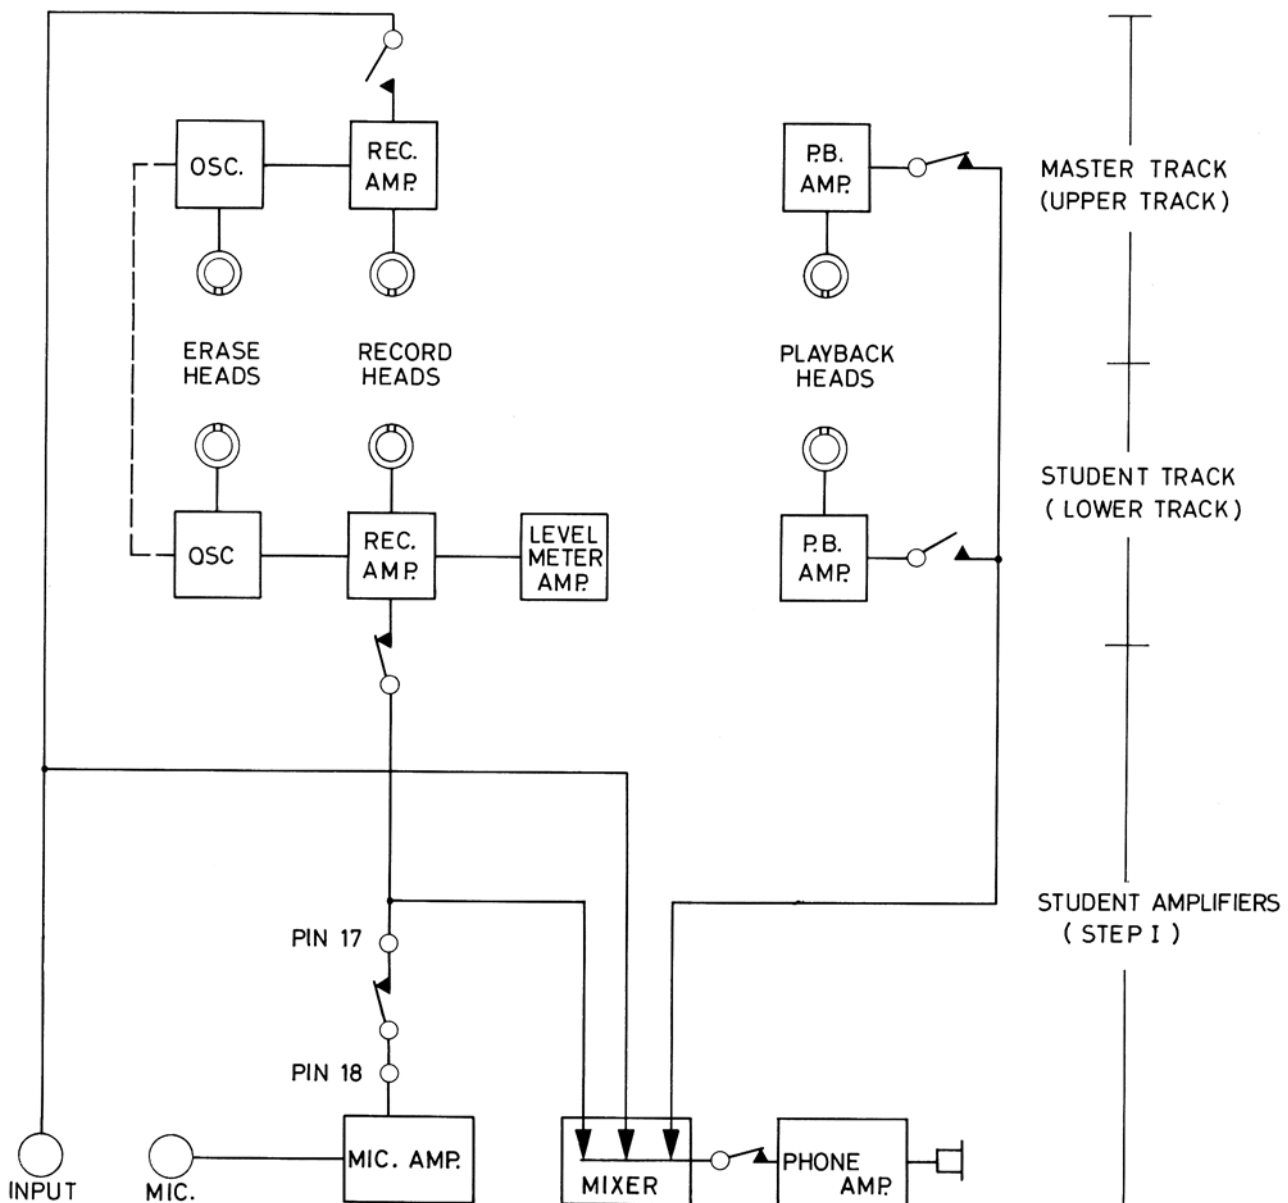 OSC.
REC.
AMP.
P.B.
AMP.
MASTER TRACK
(UPPER TRACK)
ERASE
HEADS
RECORD
HEADS
PLAYBACK
HEADS
STUDENT TRACK
( LOWER TRACK)
OSC
REC.
AMP.
LEVEL
METER
AMP.
P.B.
AMP.
STUDENT AMPLIFIERS
( STEP I )
PIN 17
PIN 18
INPUT
MIC.
MIC. AMP.
MIXER
PHONE
AMP.